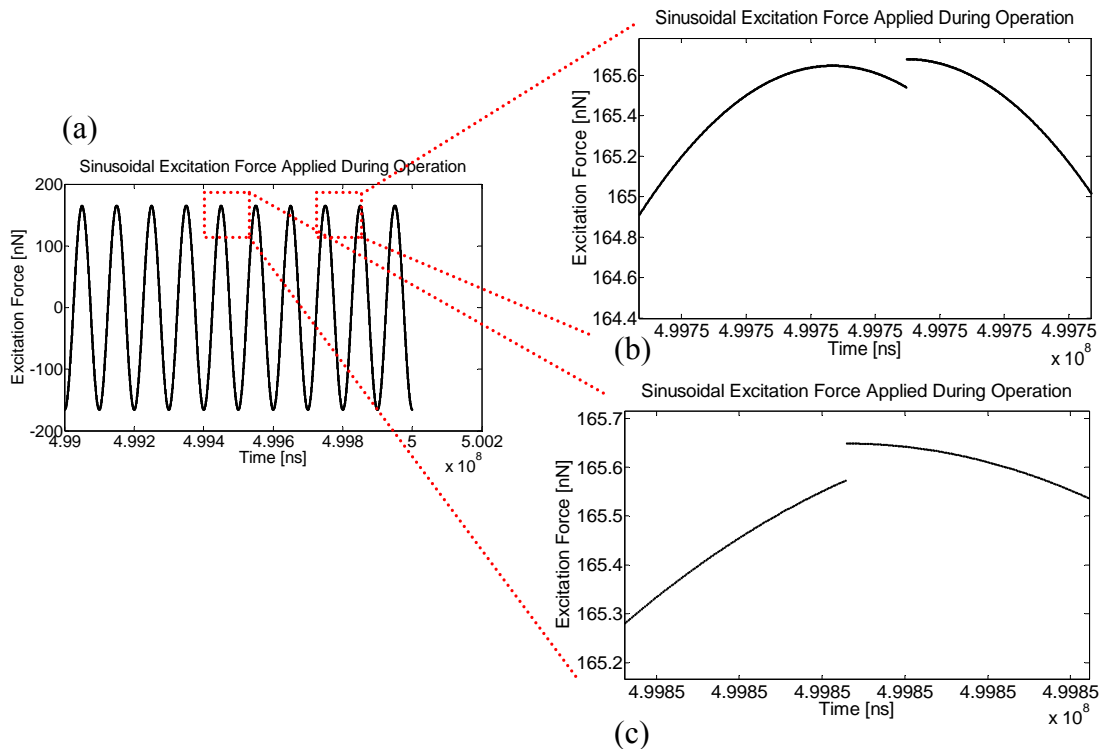 (a)
Sinusoidal Excitation Force Applied During Operation
Excitation Force [nN]
200
100
0
-100
-200
4.99 4.992 4.994 4.996 4.998 5 5.002
Time [ns]
x 10^8
Sinusoidal Excitation Force Applied During Operation
Excitation Force [nN]
165.6
165.4
165.2
165
164.8
164.6
164.4
4.9975 4.9975 4.9975 4.9975 4.9975 4.9975 4.9975
Time [ns]
x 10^8
(b)
Sinusoidal Excitation Force Applied During Operation
Excitation Force [nN]
165.7
165.6
165.5
165.4
165.3
165.2
4.9985 4.9985 4.9985 4.9985 4.9985 4.9985
Time [ns]
x 10^8
(c)